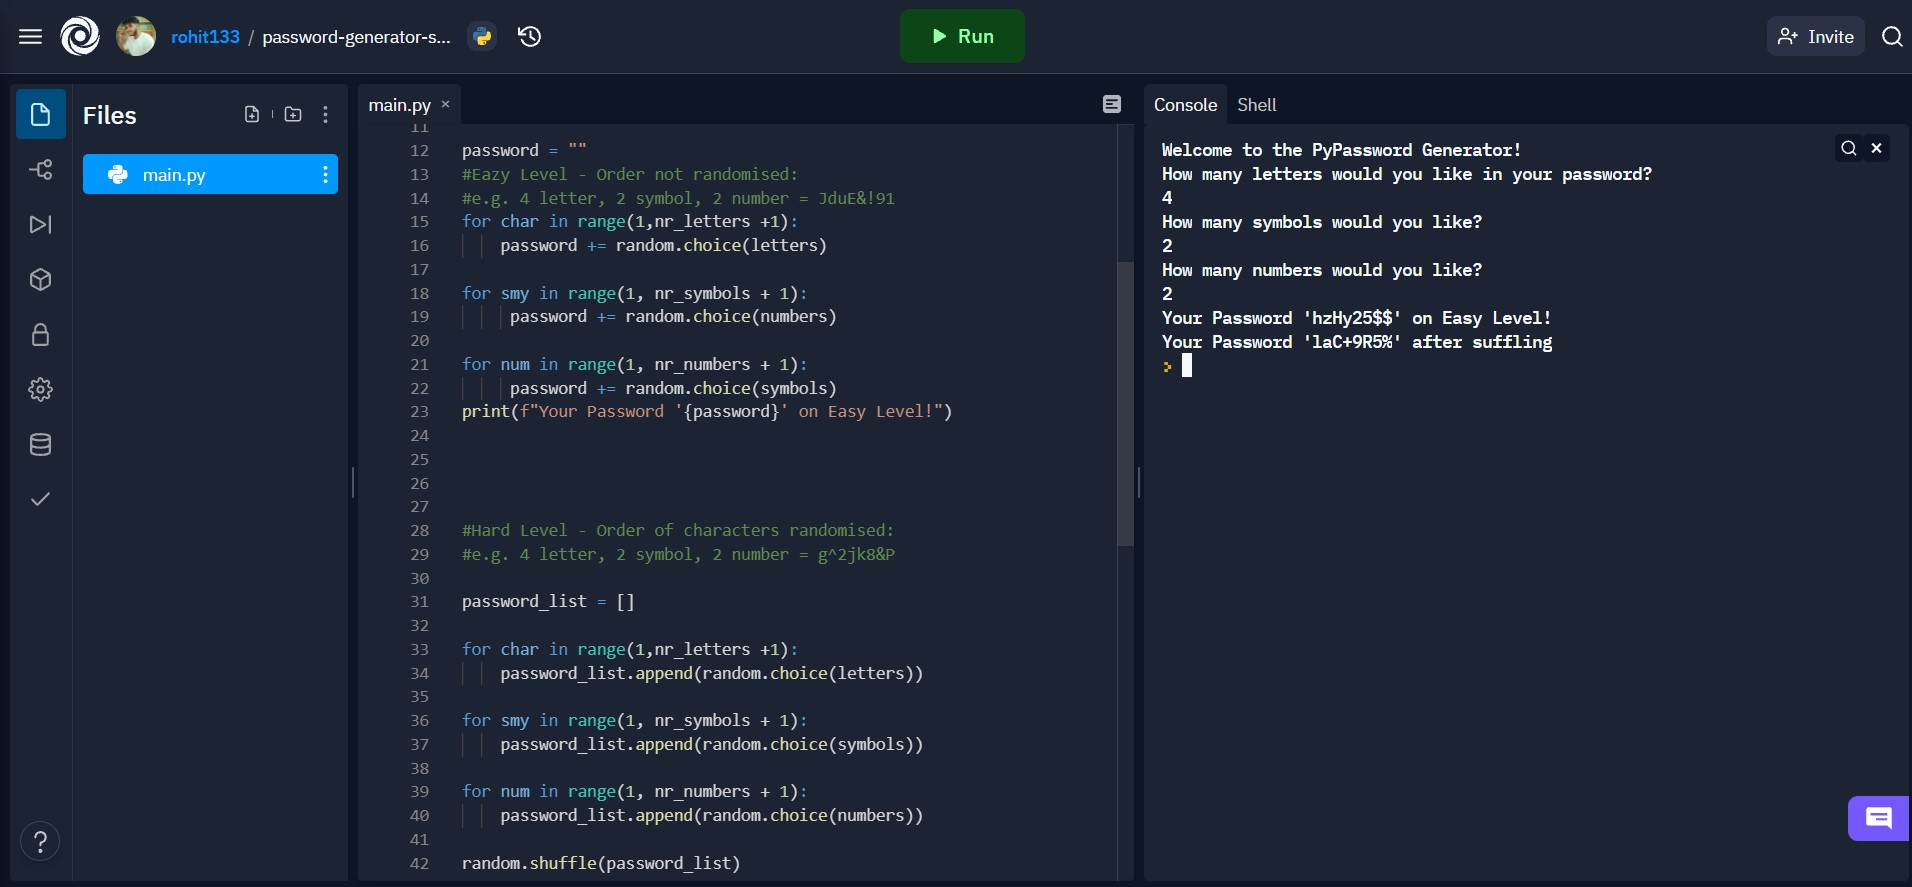 rohit133 / password-generator-s...
Run
Invite
Files
main.py
main.py ×
11
12 password = ""
13 #Eazy Level - Order not randomised:
14 #e.g. 4 letter, 2 symbol, 2 number = JduE&!91
15 for char in range(1,nr_letters +1):
16     password += random.choice(letters)
17
18 for smy in range(1, nr_symbols + 1):
19      password += random.choice(numbers)
20
21 for num in range(1, nr_numbers + 1):
22      password += random.choice(symbols)
23 print(f"Your Password '{password}' on Easy Level!")
24
25
26
27
28 #Hard Level - Order of characters randomised:
29 #e.g. 4 letter, 2 symbol, 2 number = g^2jk8&P
30
31 password_list = []
32
33 for char in range(1,nr_letters +1):
34     password_list.append(random.choice(letters))
35
36 for smy in range(1, nr_symbols + 1):
37     password_list.append(random.choice(symbols))
38
39 for num in range(1, nr_numbers + 1):
40     password_list.append(random.choice(numbers))
41
42 random.shuffle(password_list)
Console Shell
Welcome to the PyPassword Generator!
How many letters would you like in your password?
4
How many symbols would you like?
2
How many numbers would you like?
2
Your Password 'hzHy25$$' on Easy Level!
Your Password 'laC+9R5%' after suffling
?